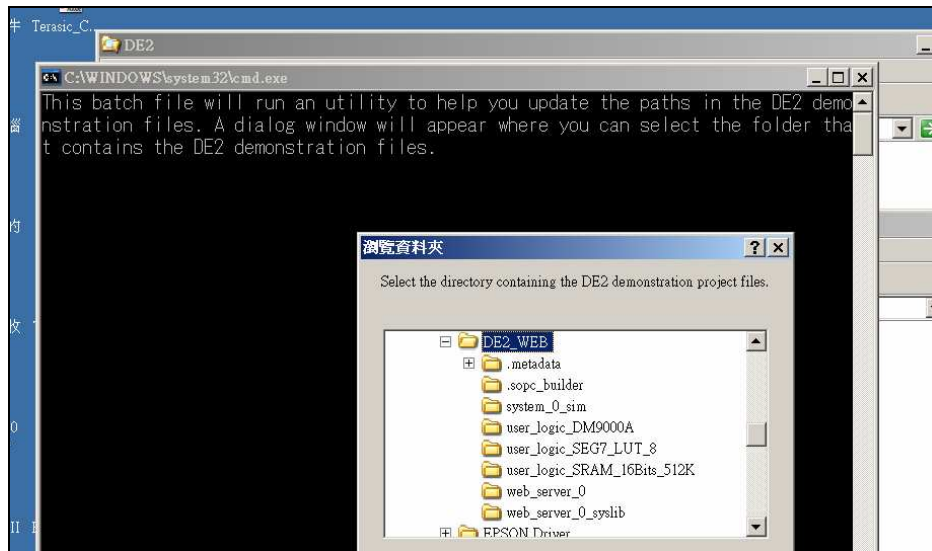 Terasic_C..
DE2
C:\WINDOWS\system32\cmd.exe
This batch file will run an utility to help you update the paths in the DE2 demo
nstration files. A dialog window will appear where you can select the folder tha
t contains the DE2 demonstration files.
瀏覽資料夾
Select the directory containing the DE2 demonstration project files.
DE2_WEB
.metadata
.sopc_builder
system_0_sim
user_logic_DM9000A
user_logic_SEG7_LUT_8
user_logic_SRAM_16Bits_512K
web_server_0
web_server_0_syslib
EPSON Driver